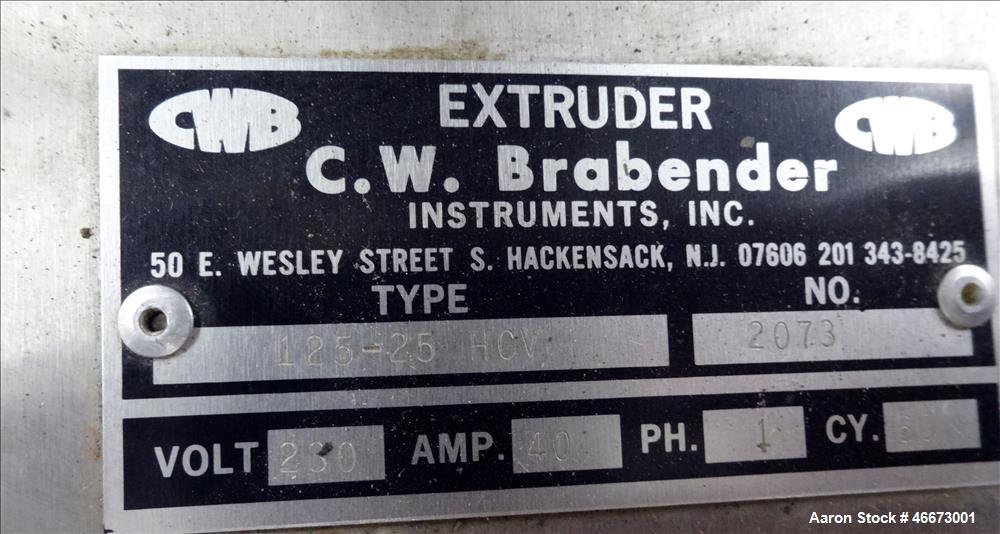 CWB EXTRUDER CWB
C.W. Brabender
INSTRUMENTS, INC.
50 E. WESLEY STREET S. HACKENSACK, N.J. 07606 201 343-8425
TYPE NO.
125-25 HCV 2073
VOLT 230 AMP. 40 PH. 1 CY.
Aaron Stock # 46673001